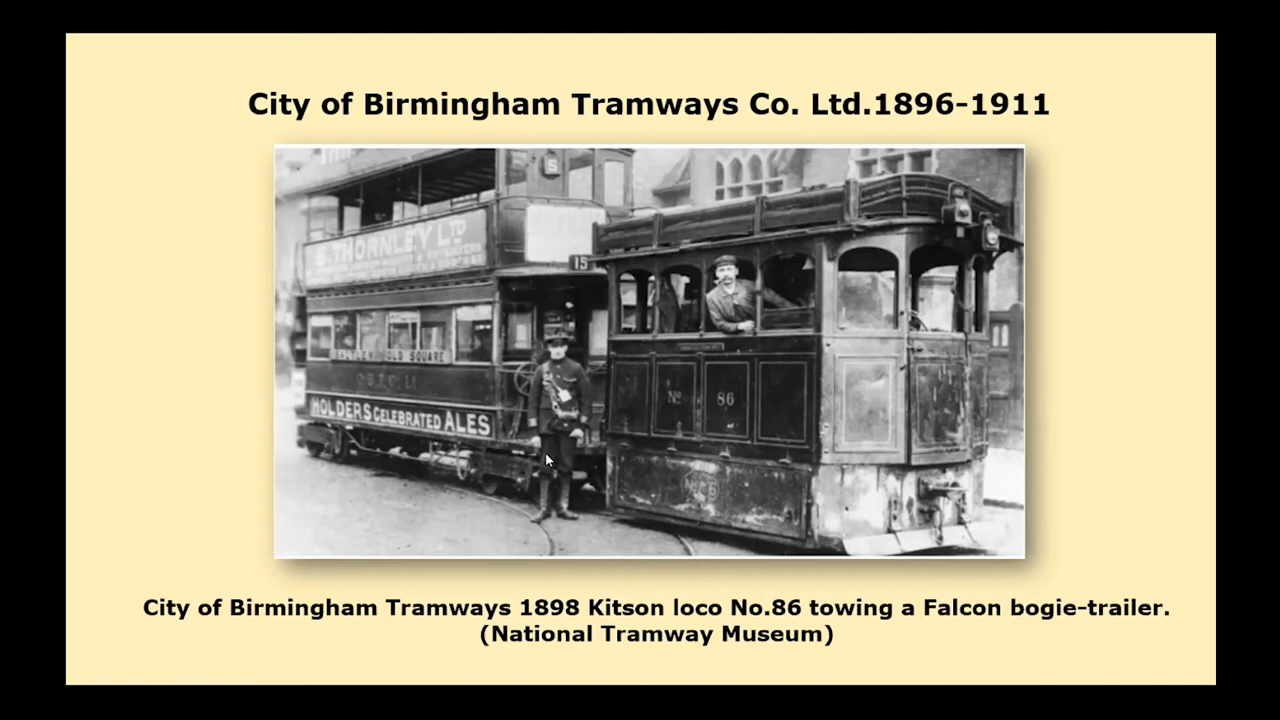 City of Birmingham Tramways Co. Ltd.1896-1911
S
S. THORNLEY LTD
15
OLD SQUARE
HOLDERS CELEBRATED ALES
No 86
City of Birmingham Tramways 1898 Kitson loco No.86 towing a Falcon bogie-trailer.
(National Tramway Museum)